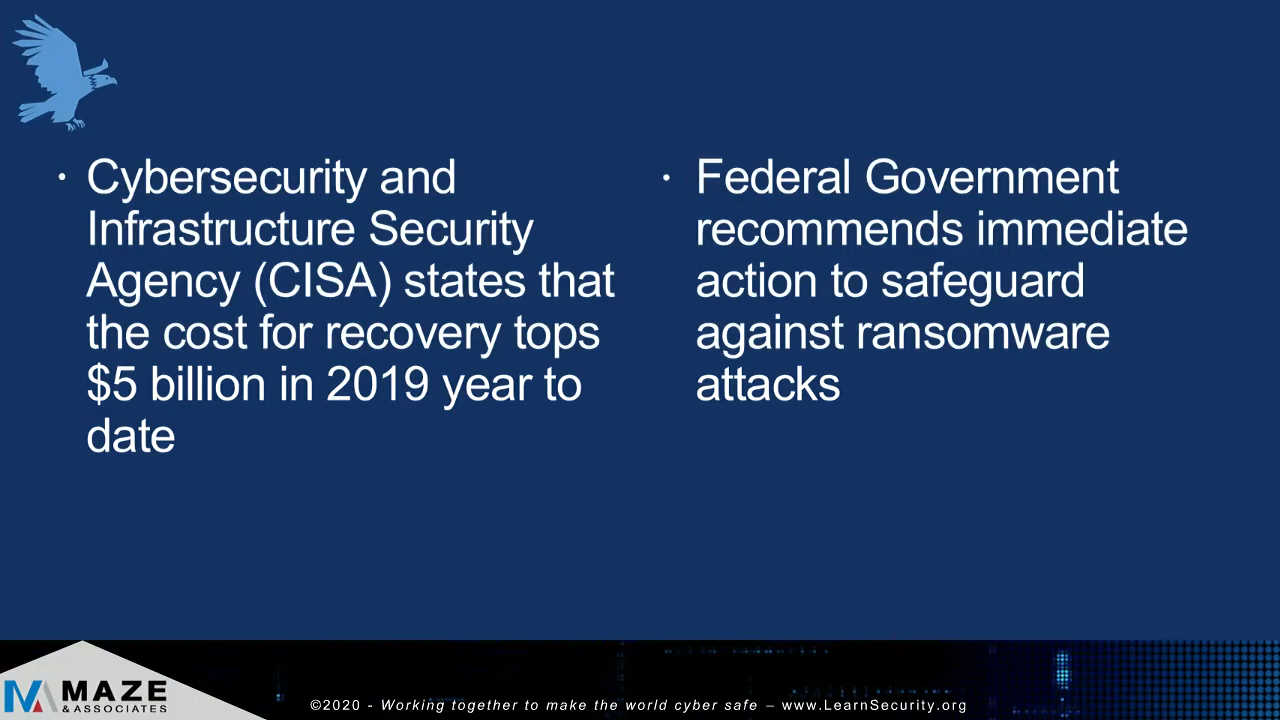 · Cybersecurity and
Infrastructure Security
Agency (CISA) states that
the cost for recovery tops
$5 billion in 2019 year to
date
· Federal Government
recommends immediate
action to safeguard
against ransomware
attacks
MAZE
& ASSOCIATES
©2020 - Working together to make the world cyber safe – www.LearnSecurity.org